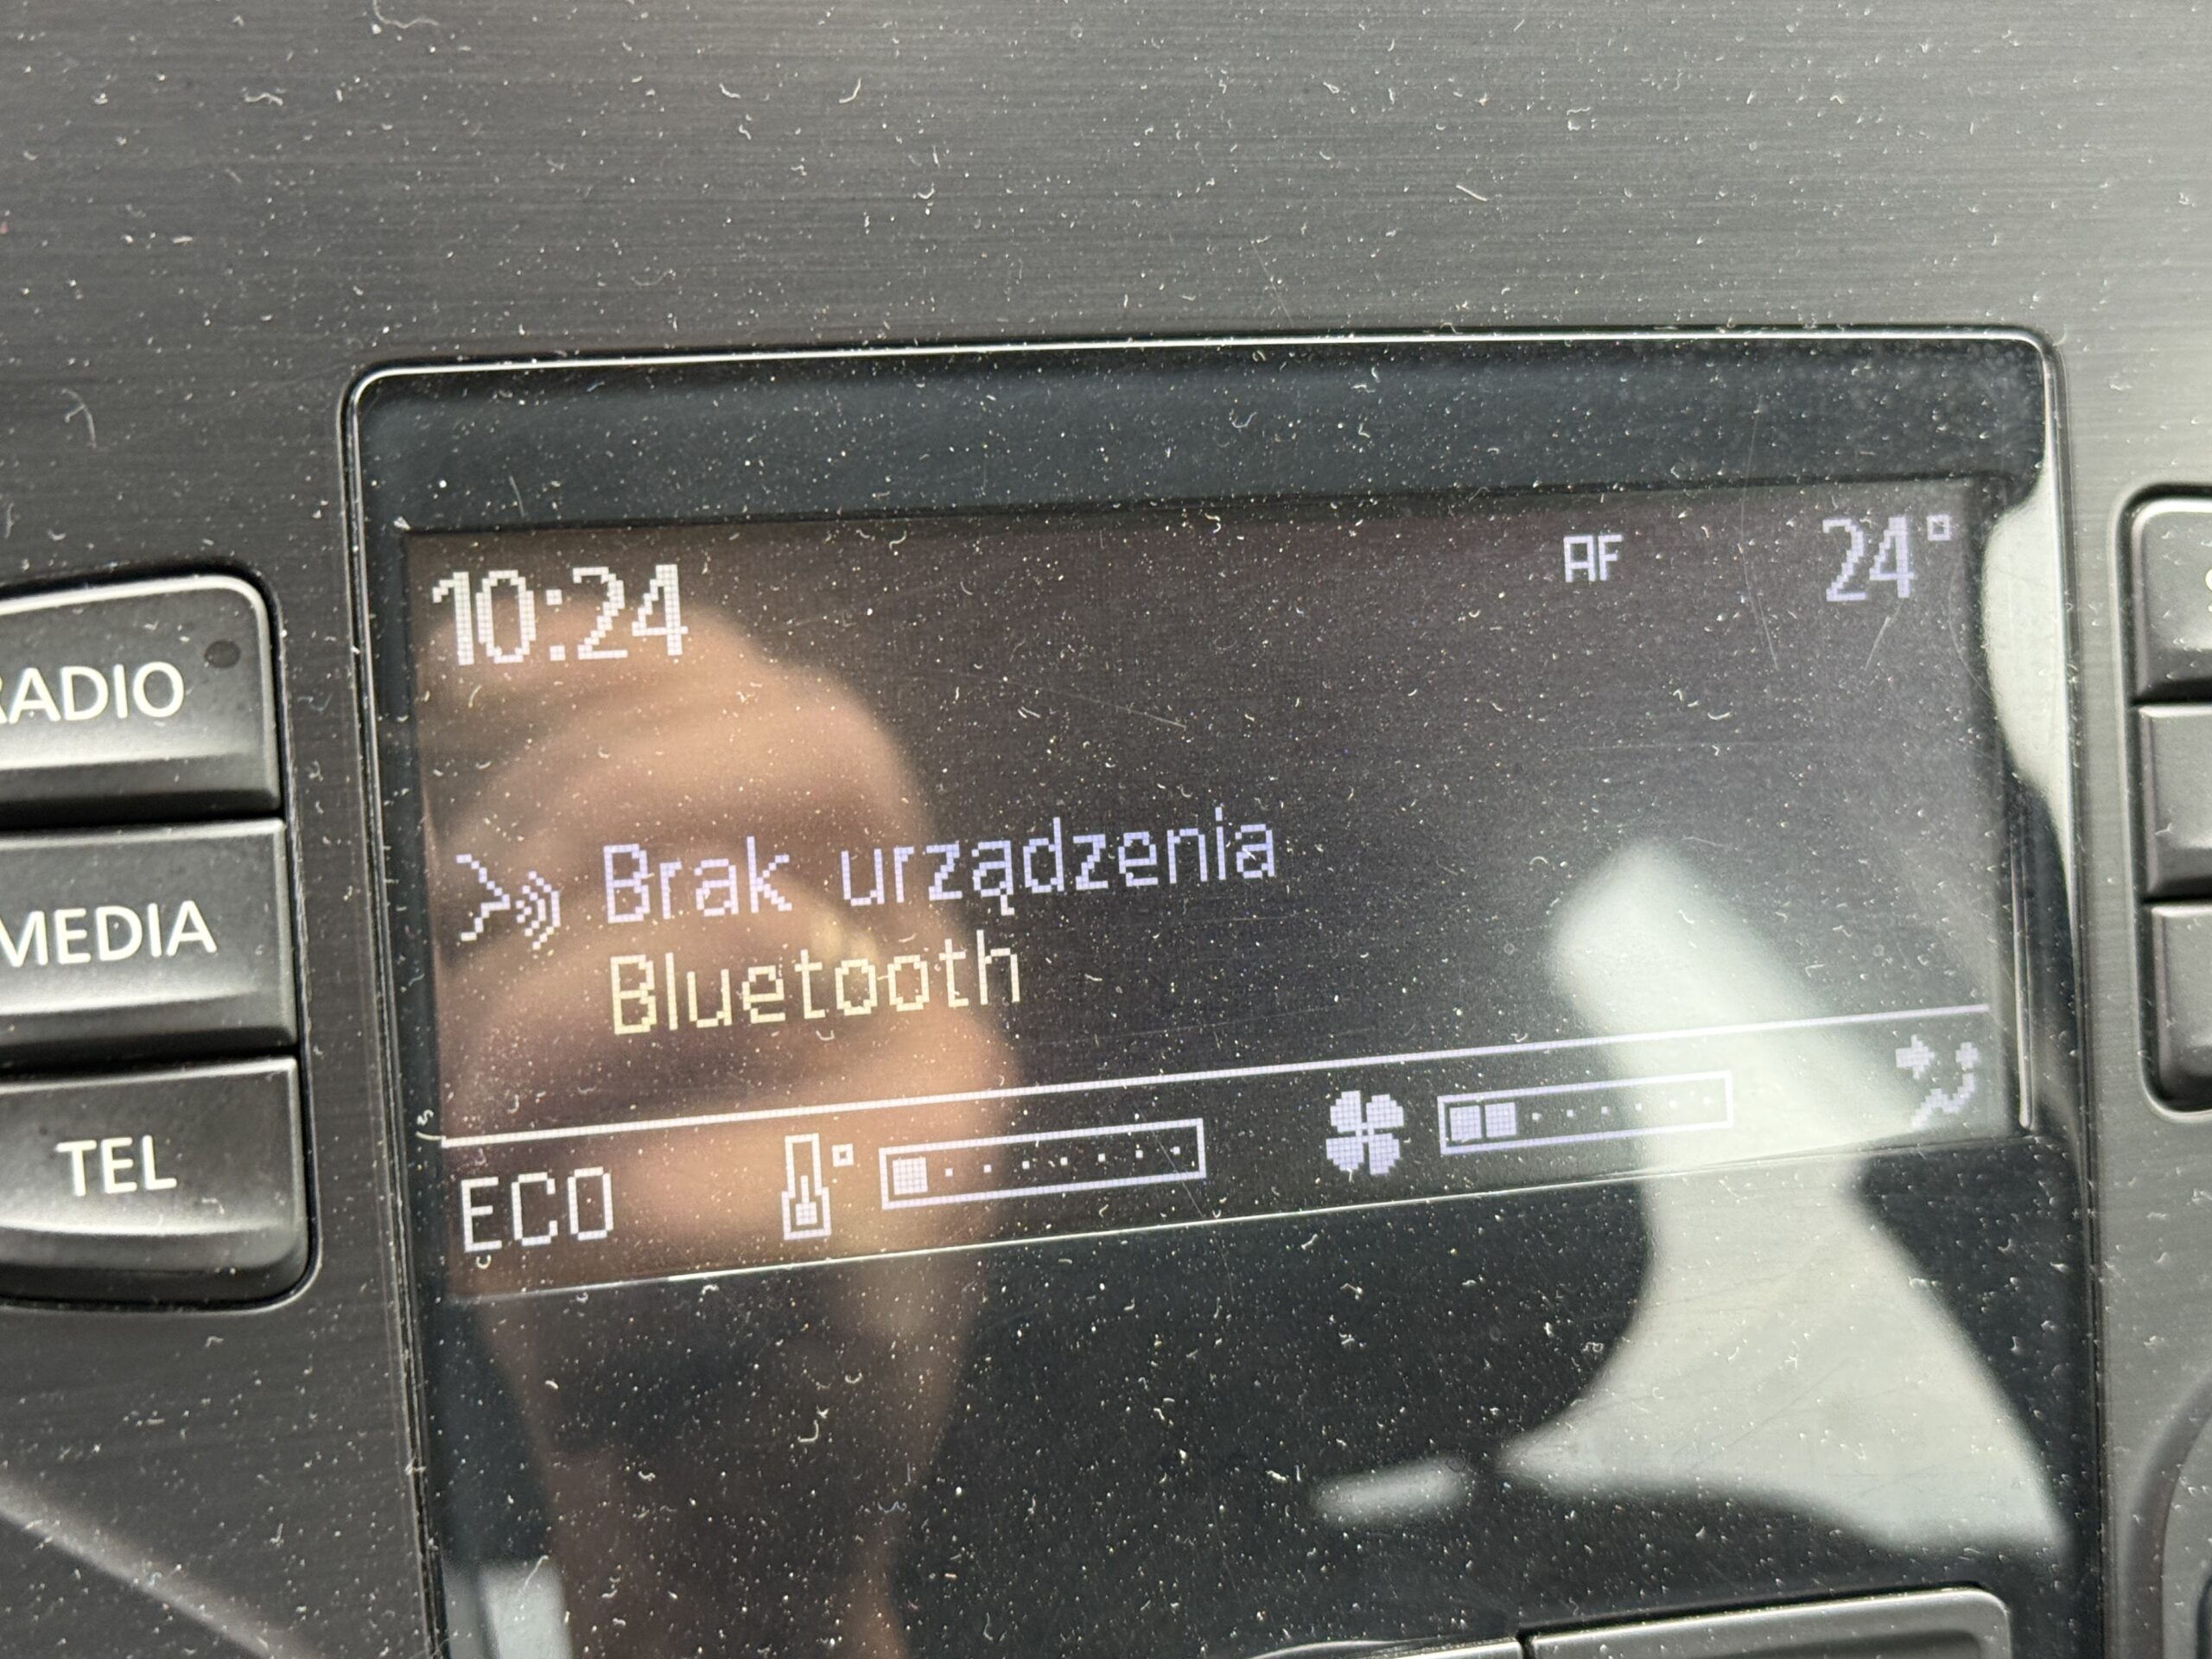 10:24 AF 24°
RADIO
Brak urządzenia
MEDIA
Bluetooth
TEL
ECO